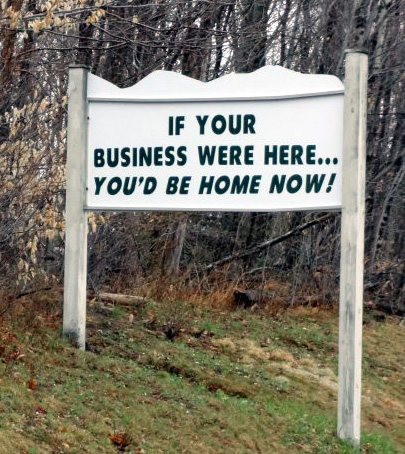 IF YOUR
BUSINESS WERE HERE...
YOU'D BE HOME NOW!